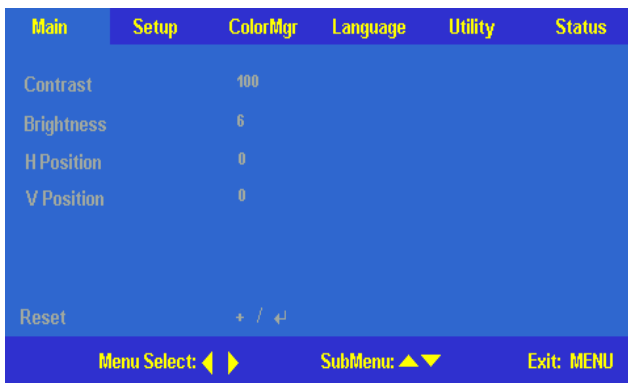 Main Setup ColorMgr Language Utility Status
Contrast 100
Brightness 6
H Position 0
V Position 0
Reset + / ↵
Menu Select: ◀ ▶ SubMenu: ▲ ▼ Exit: MENU